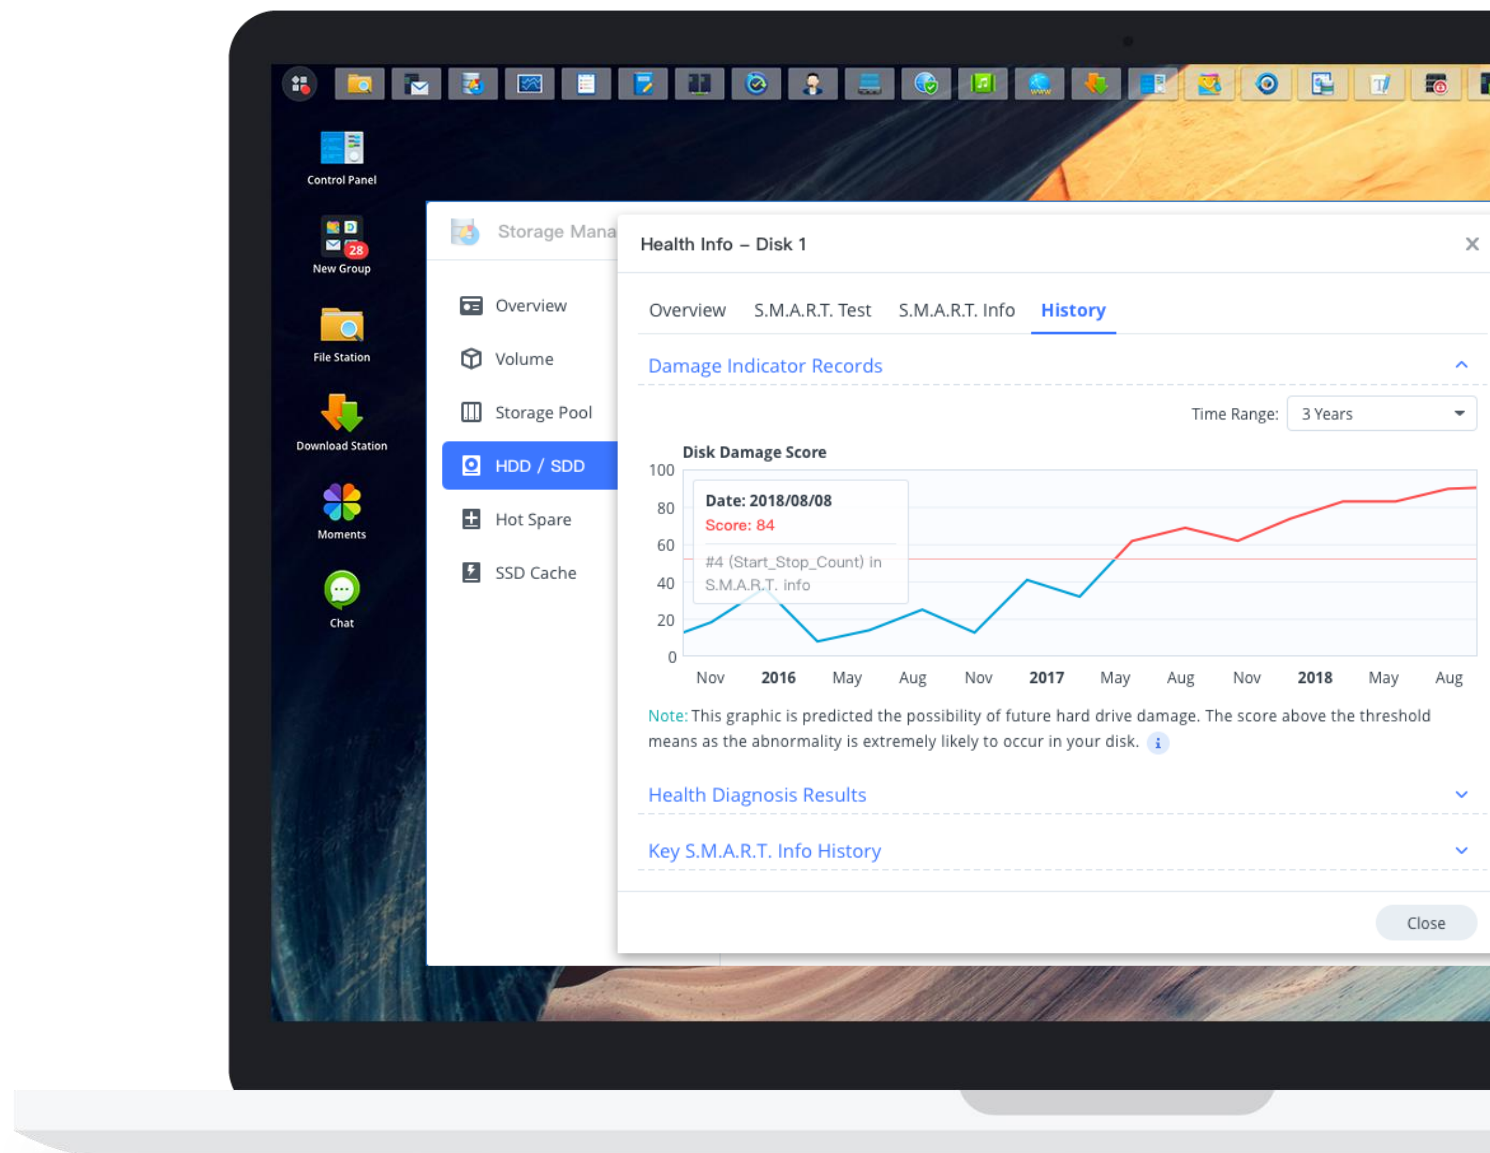 Control Panel
28
New Group
File Station
Download Station
Moments
Chat
Storage Mana
Overview
Volume
Storage Pool
HDD / SDD
Hot Spare
SSD Cache
Health Info – Disk 1
Overview S.M.A.R.T. Test S.M.A.R.T. Info History
Damage Indicator Records
Time Range: 3 Years
Disk Damage Score
100
80
60
40
20
0
Date: 2018/08/08
Score: 84
#4 (Start_Stop_Count) in
S.M.A.R.T. info
Nov 2016 May Aug Nov 2017 May Aug Nov 2018 May Aug
Note: This graphic is predicted the possibility of future hard drive damage. The score above the threshold
means as the abnormality is extremely likely to occur in your disk.
Health Diagnosis Results
Key S.M.A.R.T. Info History
Close